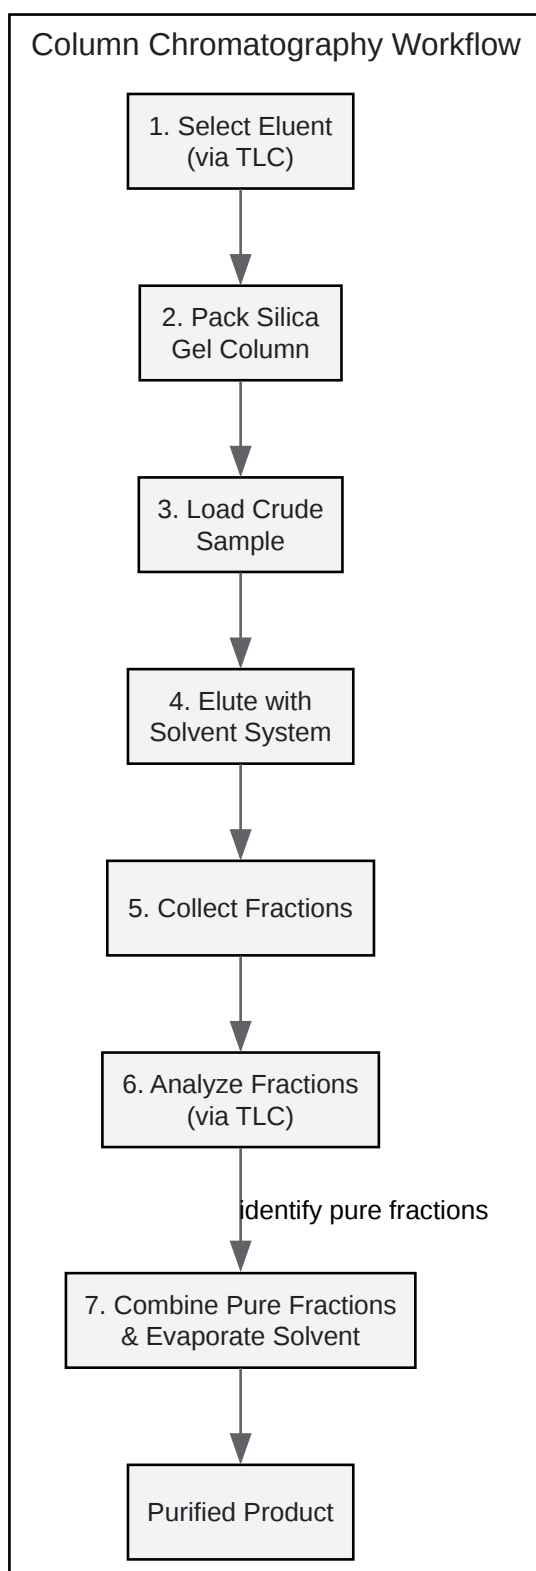 Column Chromatography Workflow
1. Select Eluent
(via TLC)
2. Pack Silica
Gel Column
3. Load Crude
Sample
4. Elute with
Solvent System
5. Collect Fractions
6. Analyze Fractions
(via TLC)
identify pure fractions
7. Combine Pure Fractions
& Evaporate Solvent
Purified Product